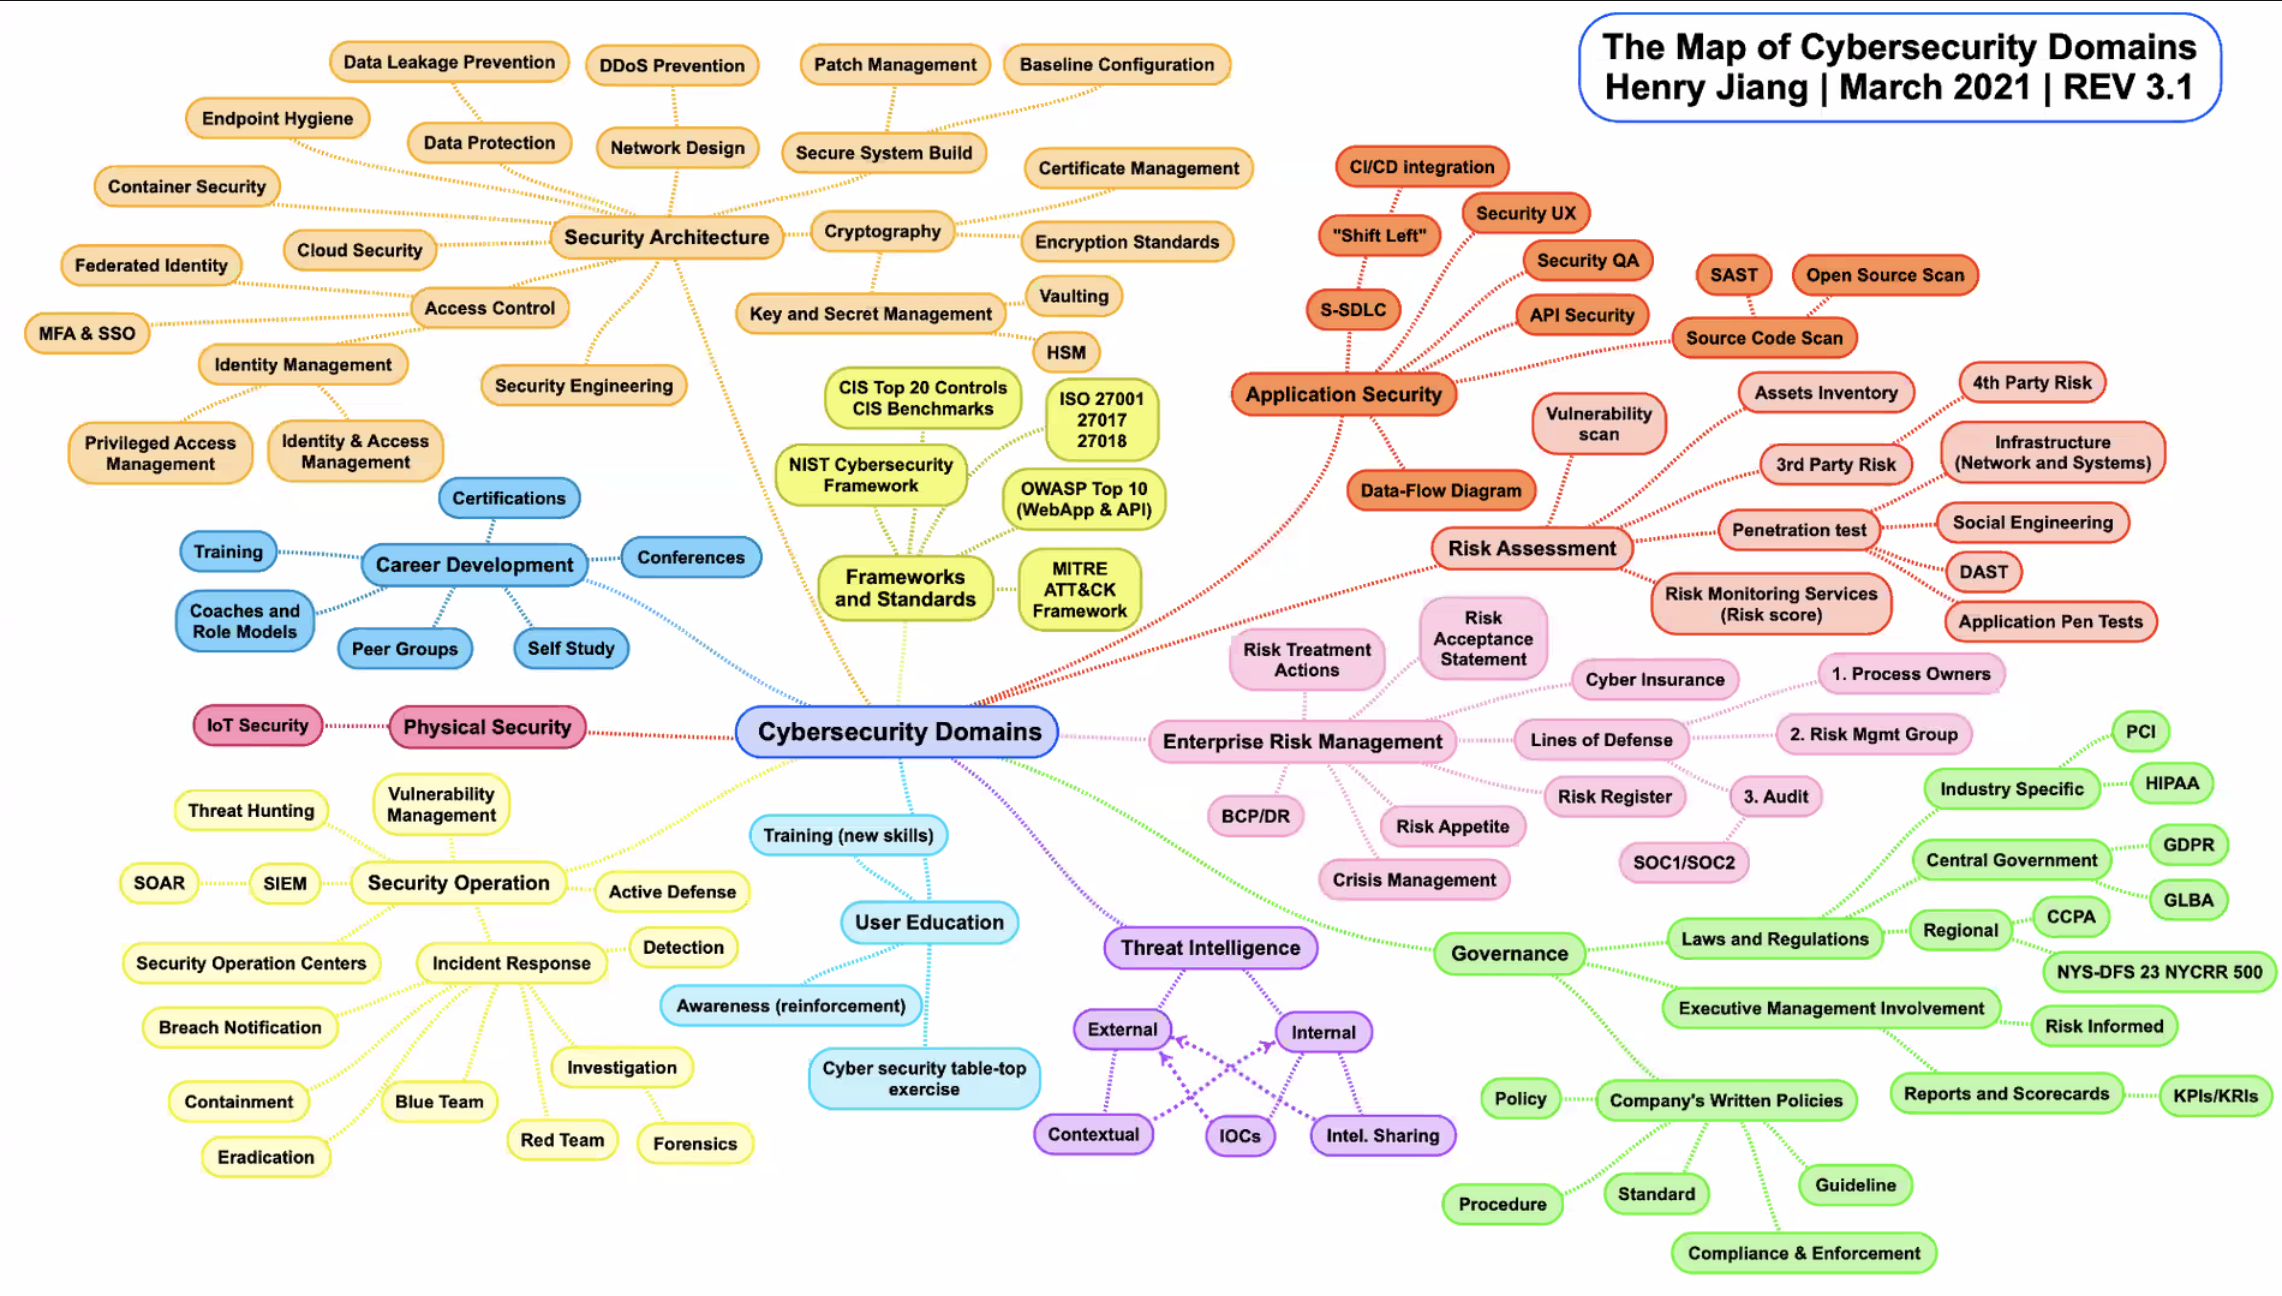 The Map of Cybersecurity Domains
Henry Jiang | March 2021 | REV 3.1
Data Leakage Prevention
DDoS Prevention
Patch Management
Baseline Configuration
Endpoint Hygiene
Data Protection
Network Design
Secure System Build
Container Security
Certificate Management
Security Architecture
Cryptography
Encryption Standards
Cloud Security
Federated Identity
Access Control
Key and Secret Management
Vaulting
HSM
MFA & SSO
Identity Management
Security Engineering
Privileged Access
Management
Identity & Access
Management
CI/CD integration
"Shift Left"
Security UX
Security QA
S-SDLC
API Security
SAST
Open Source Scan
Source Code Scan
Application Security
Data-Flow Diagram
CIS Top 20 Controls
CIS Benchmarks
ISO 27001
27017
27018
NIST Cybersecurity
Framework
OWASP Top 10
(WebApp & API)
Frameworks
and Standards
MITRE
ATT&CK
Framework
Vulnerability
scan
Assets Inventory
4th Party Risk
3rd Party Risk
Infrastructure
(Network and Systems)
Risk Assessment
Penetration test
Social Engineering
DAST
Risk Monitoring Services
(Risk score)
Application Pen Tests
Certifications
Training
Career Development
Conferences
Coaches and
Role Models
Peer Groups
Self Study
IoT Security
Physical Security
Cybersecurity Domains
Risk Treatment
Actions
Risk
Acceptance
Statement
Cyber Insurance
1. Process Owners
Enterprise Risk Management
Lines of Defense
2. Risk Mgmt Group
BCP/DR
Risk Register
3. Audit
Risk Appetite
SOC1/SOC2
Crisis Management
Threat Hunting
Vulnerability
Management
SOAR
SIEM
Security Operation
Active Defense
Security Operation Centers
Incident Response
Detection
Breach Notification
Containment
Blue Team
Investigation
Eradication
Red Team
Forensics
Training (new skills)
User Education
Awareness (reinforcement)
Cyber security table-top
exercise
Threat Intelligence
External
Internal
Contextual
IOCs
Intel. Sharing
PCI
Industry Specific
HIPAA
Central Government
GDPR
GLBA
Governance
Laws and Regulations
Regional
CCPA
NYS-DFS 23 NYCRR 500
Executive Management Involvement
Risk Informed
Reports and Scorecards
KPIs/KRIs
Policy
Company's Written Policies
Procedure
Standard
Guideline
Compliance & Enforcement